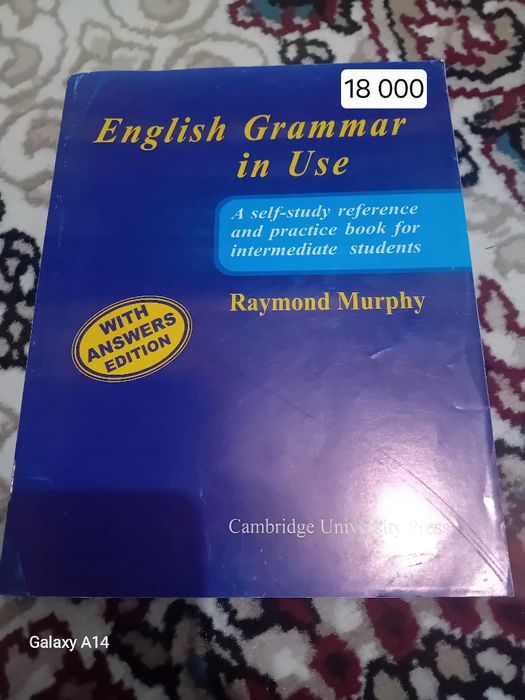 18 000
English Grammar
in Use
A self-study reference
and practice book for
intermediate students
Raymond Murphy
WITH
ANSWERS
EDITION
Cambridge University Press
Galaxy A14